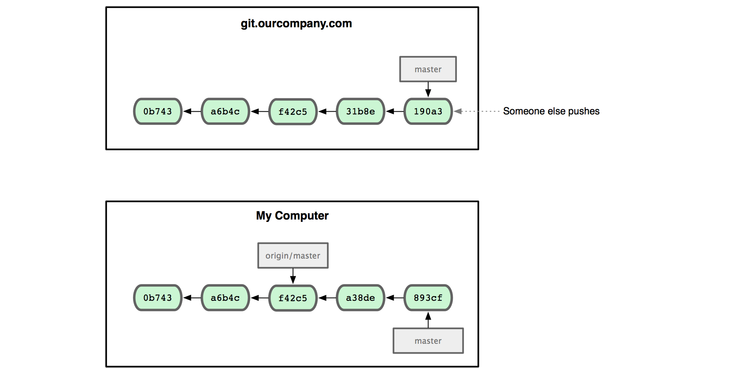 git.ourcompany.com
master
0b743 a6b4c f42c5 31b8e 190a3 Someone else pushes
My Computer
origin/master
0b743 a6b4c f42c5 a38de 893cf
master